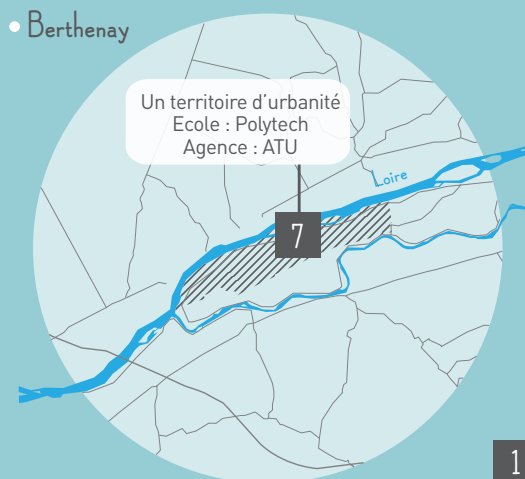 • Berthenay
Un territoire d'urbanité
Ecole : Polytech
Agence : ATU
Loire
7
1